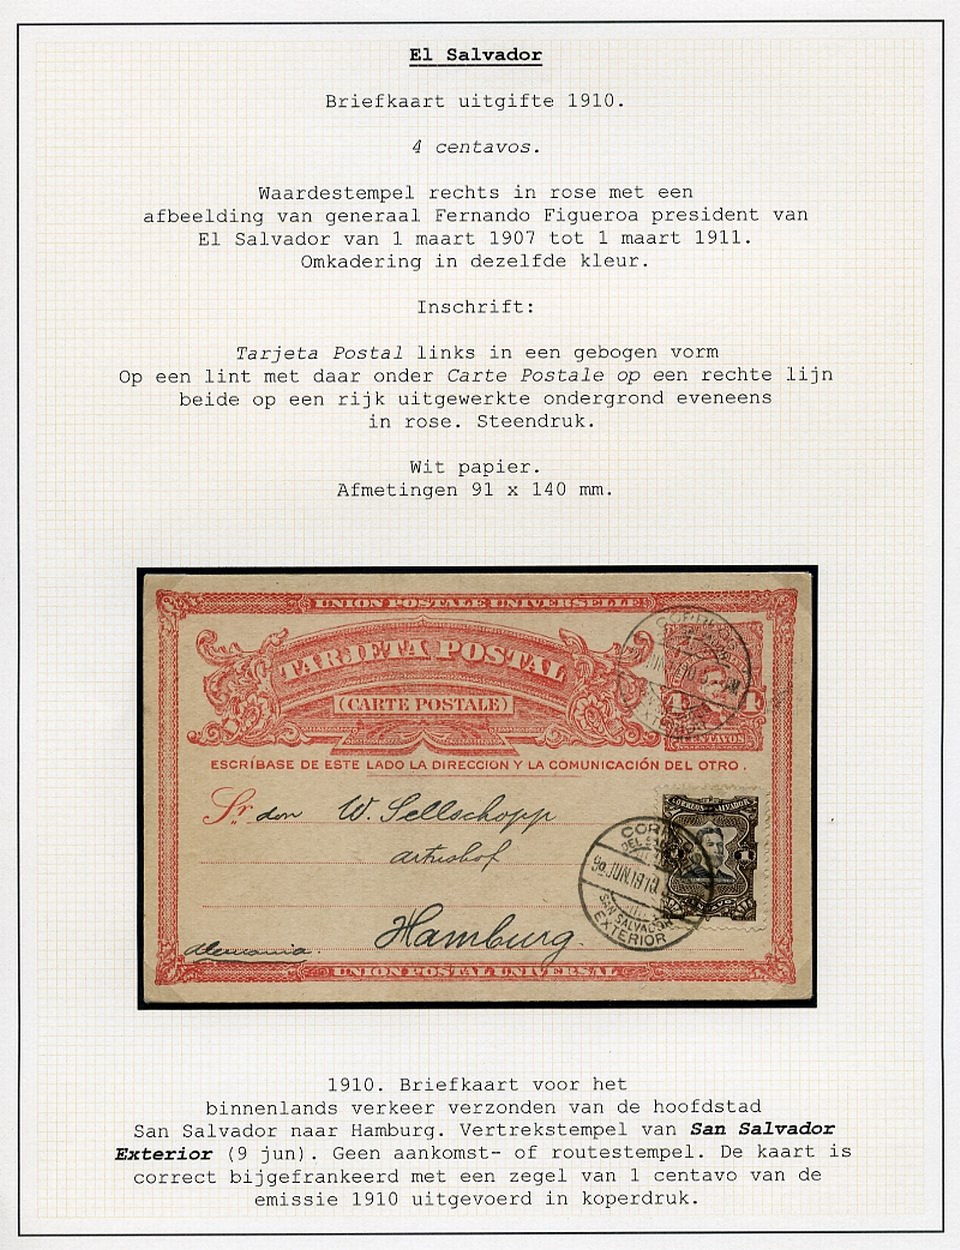 El Salvador
Briefkaart uitgifte 1910.
4 centavos.
Waardestempel rechts in rose met een
afbeelding van generaal Fernando Figueroa president van
El Salvador van 1 maart 1907 tot 1 maart 1911.
Omkadering in dezelfde kleur.
Inschrift:
Tarjeta Postal links in een gebogen vorm
Op een lint met daar onder Carte Postale op een rechte lijn
beide op een rijk uitgewerkte ondergrond eveneens
in rose. Steendruk.
Wit papier.
Afmetingen 91 x 140 mm.
UNION POSTALE UNIVERSELLE
TARJETA POSTAL
(CARTE POSTALE)
CENTAVOS
ESCRÍBASE DE ESTE LADO LA DIRECCION Y LA COMUNICACIÓN DEL OTRO.
CORREOS SALVADOR
Sr. don W. Sellschopp
artushof
CORREOS
SAN SALVADOR
EXTERIOR
Hamburg.
alemania.
UNION POSTAL UNIVERSAL
1910. Briefkaart voor het
binnenlands verkeer verzonden van de hoofdstad
San Salvador naar Hamburg. Vertrekstempel van San Salvador
Exterior (9 jun). Geen aankomst- of routestempel. De kaart is
correct bijgefrankeerd met een zegel van 1 centavo van de
emissie 1910 uitgevoerd in koperdruk.